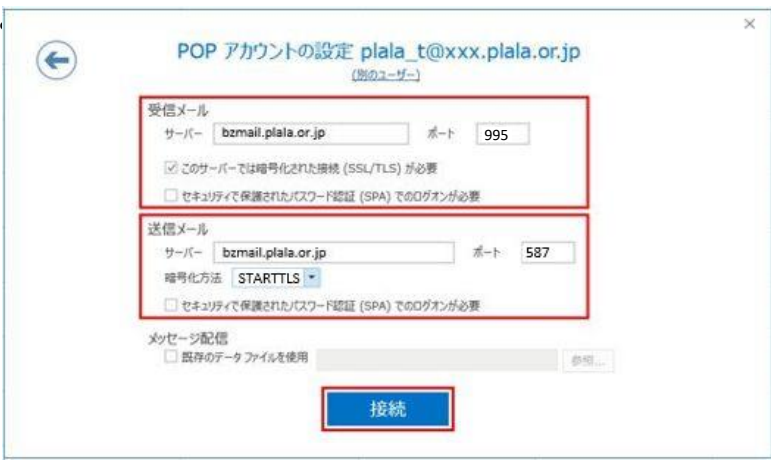 POP アカウントの設定 plala_t@xxx.plala.or.jp
(別のユーザー)
受信メール
サーバー bzmail.plala.or.jp ポート 995
このサーバーでは暗号化された接続 (SSL/TLS) が必要
セキュリティで保護されたパスワード認証 (SPA) でのログオンが必要
送信メール
サーバー bzmail.plala.or.jp ポート 587
暗号化方法 STARTTLS
セキュリティで保護されたパスワード認証 (SPA) でのログオンが必要
メッセージ配信
既存のデータ ファイルを使用 参照...
接続